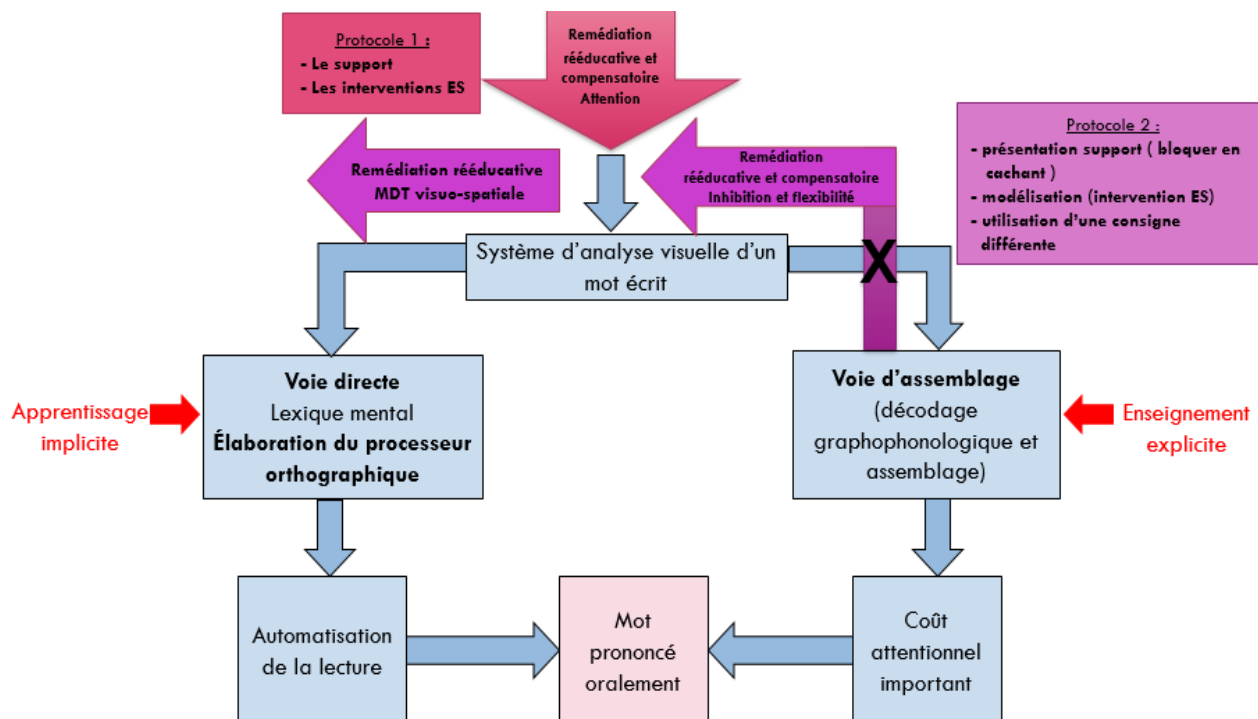 Protocole 1 :
- Le support
- Les interventions ES
Remédiation
rééducative et
compensatoire
Attention
Protocole 2 :
- présentation support ( bloquer en
cachant )
- modélisation (intervention ES)
- utilisation d'une consigne
différente
Remédiation rééducative
MDT visuo-spatiale
Remédiation
rééducative et compensatoire
Inhibition et flexibilité
Système d'analyse visuelle d'un
mot écrit
X
Apprentissage
implicite
Voie directe
Lexique mental
Élaboration du processeur
orthographique
Voie d'assemblage
(décodage
graphophonologique et
assemblage)
Enseignement
explicite
Automatisation
de la lecture
Mot
prononcé
oralement
Coût
attentionnel
important